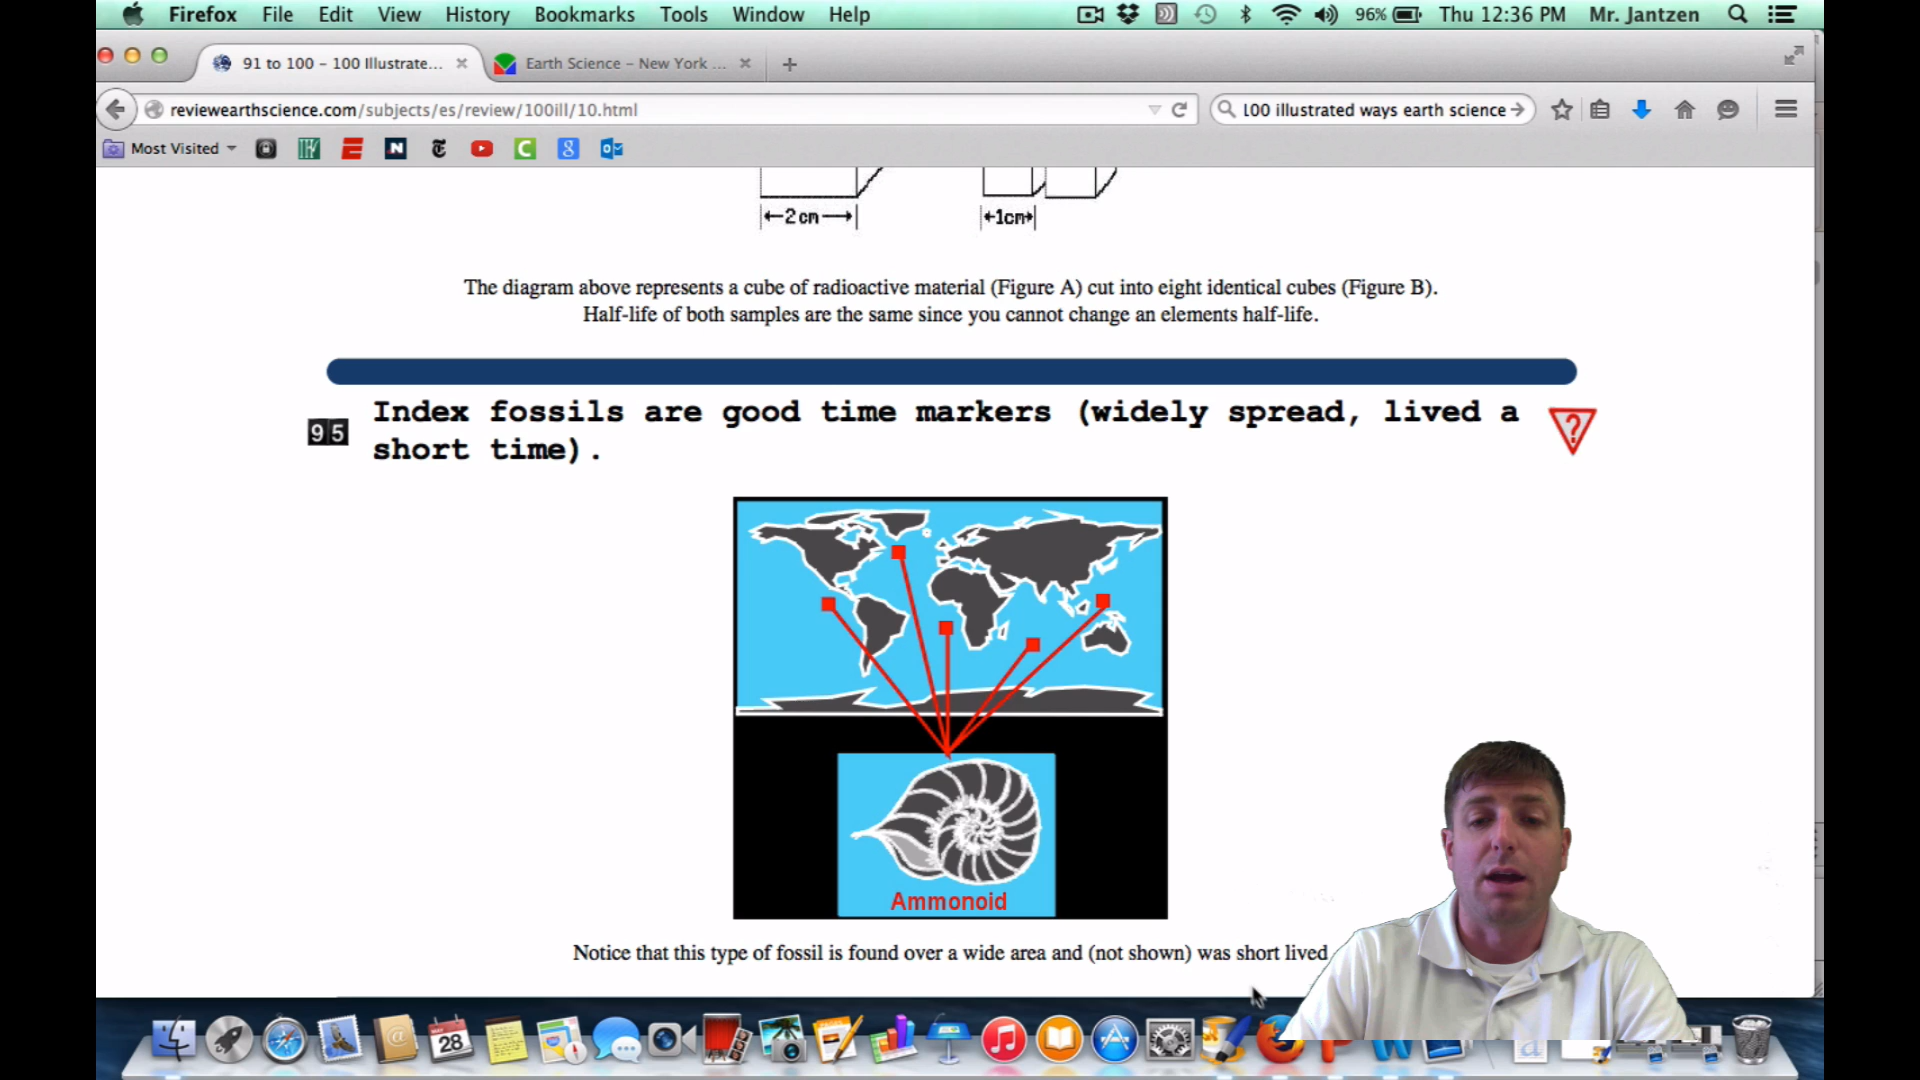 Firefox File Edit View History Bookmarks Tools Window Help 96% Thu 12:36 PM Mr. Jantzen
91 to 100 – 100 Illustrate... Earth Science – New York ...
reviewearthscience.com/subjects/es/review/100ill/10.html 100 illustrated ways earth science
Most Visited
2 cm 1cm
The diagram above represents a cube of radioactive material (Figure A) cut into eight identical cubes (Figure B).
Half-life of both samples are the same since you cannot change an elements half-life.
95 Index fossils are good time markers (widely spread, lived a ?
short time).
Ammonoid
Notice that this type of fossil is found over a wide area and (not shown) was short lived
MAY
28